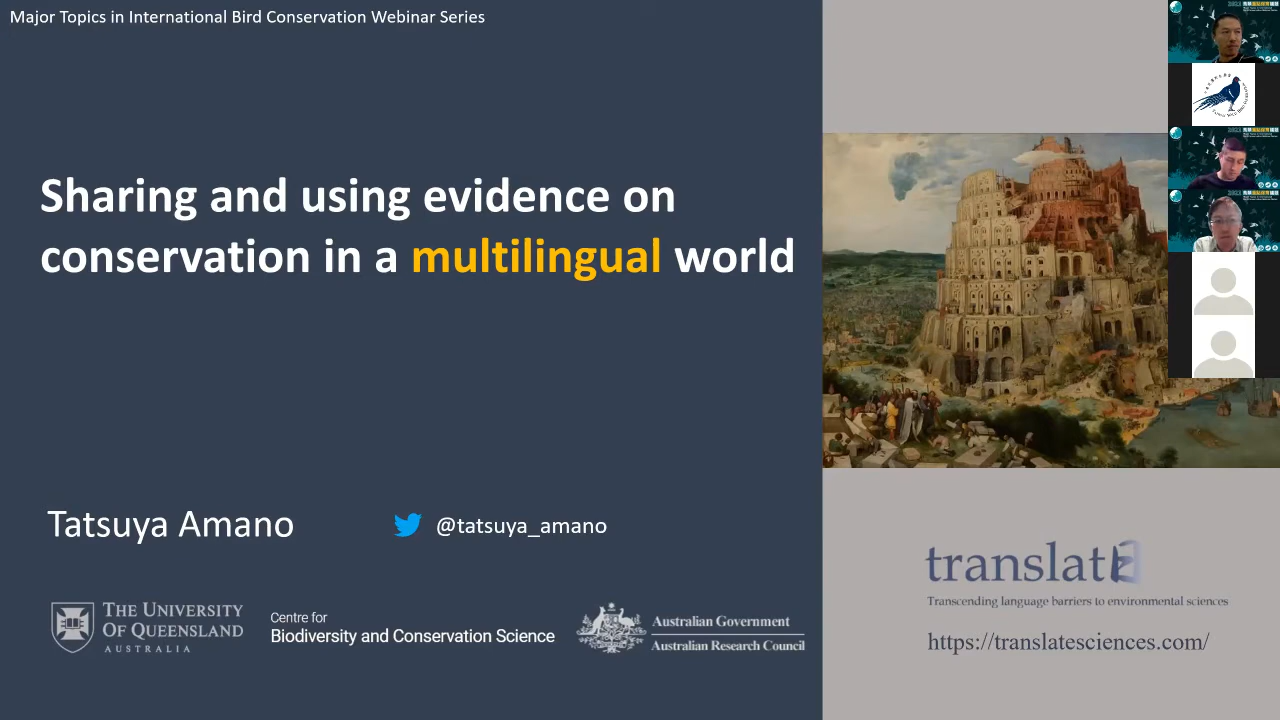 Major Topics in International Bird Conservation Webinar Series
Sharing and using evidence on
conservation in a multilingual world
Tatsuya Amano
@tatsuya_amano
THE UNIVERSITY
OF QUEENSLAND
AUSTRALIA
Centre for
Biodiversity and Conservation Science
Australian Government
Australian Research Council
translatE
Transcending language barriers to environmental sciences
https://translatesciences.com/